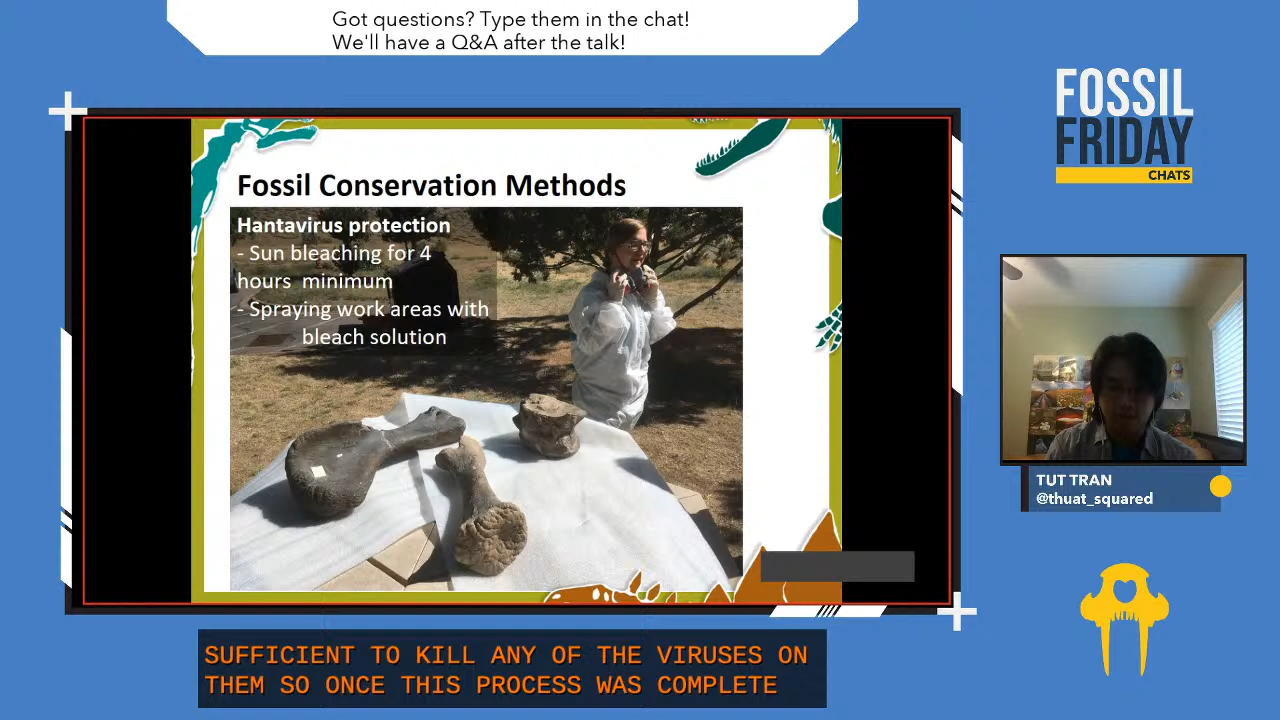 Got questions? Type them in the chat!
We'll have a Q&A after the talk!
FOSSIL
FRIDAY
CHATS
Fossil Conservation Methods
Hantavirus protection
- Sun bleaching for 4
hours minimum
- Spraying work areas with
bleach solution
TUT TRAN
@thuat_squared
SUFFICIENT TO KILL ANY OF THE VIRUSES ON
THEM SO ONCE THIS PROCESS WAS COMPLETE